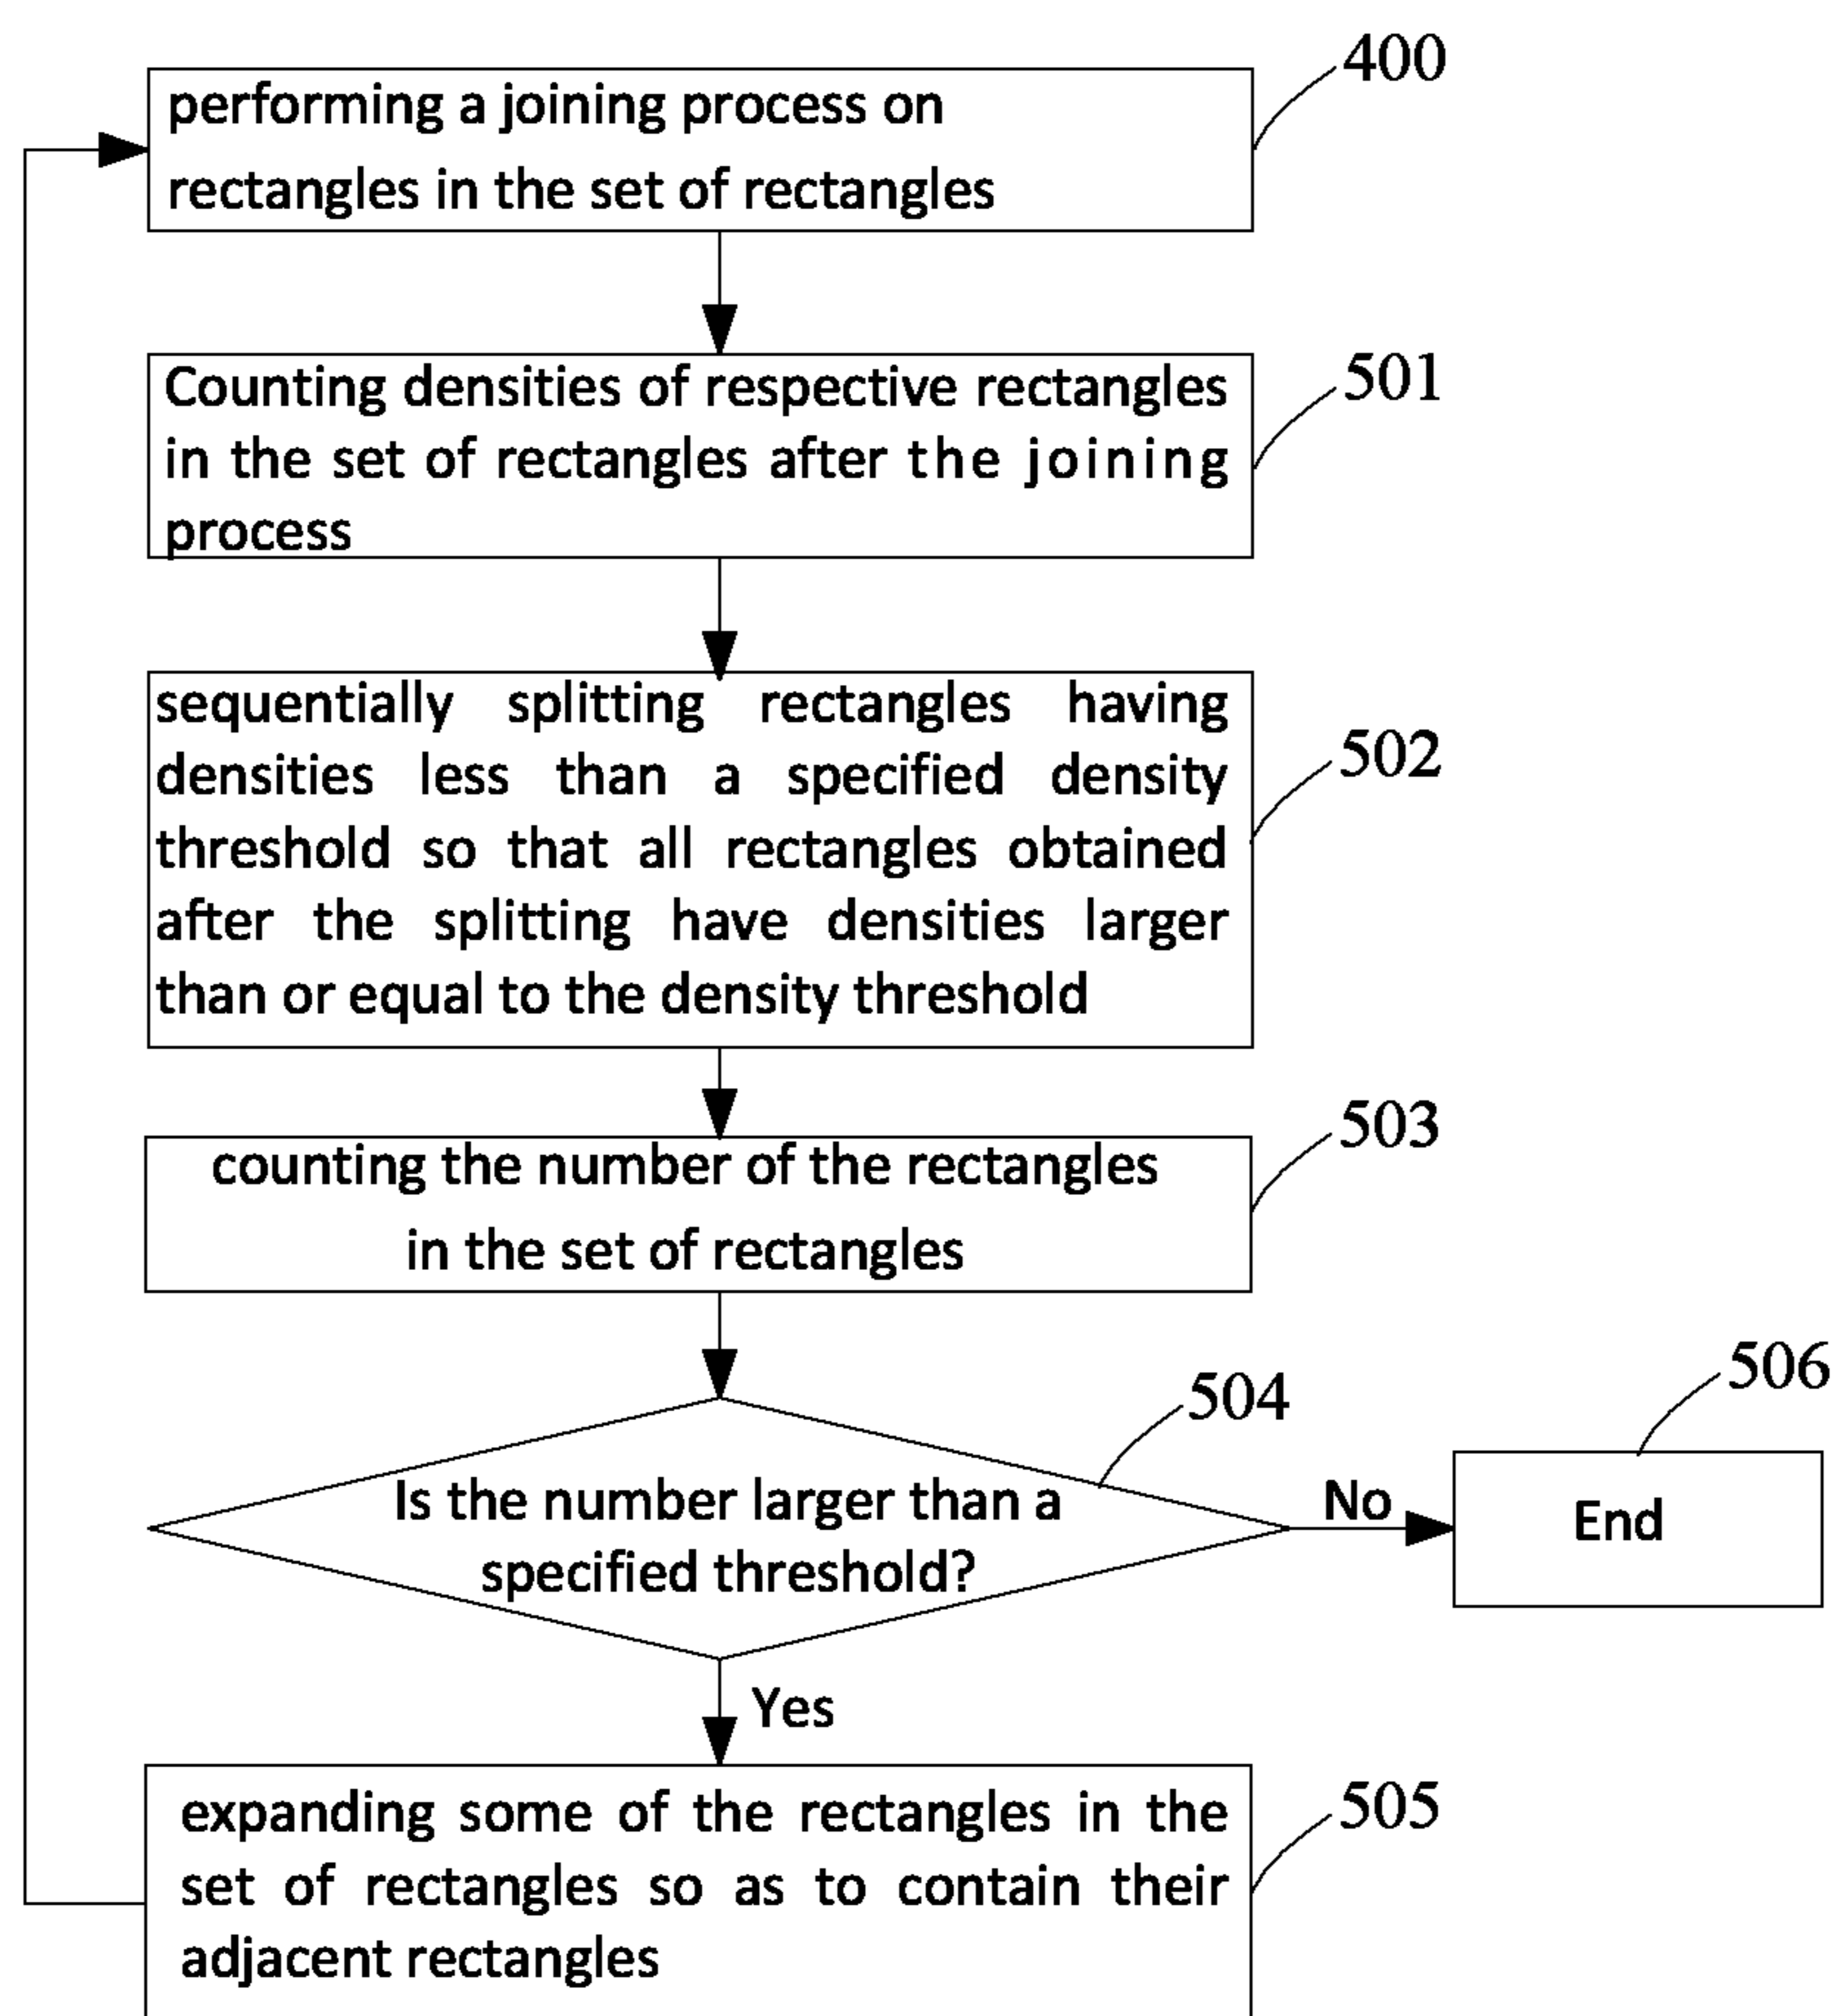 400
performing a joining process on
rectangles in the set of rectangles
501
Counting densities of respective rectangles
in the set of rectangles after the joining
process
502
sequentially splitting rectangles having
densities less than a specified density
threshold so that all rectangles obtained
after the splitting have densities larger
than or equal to the density threshold
503
counting the number of the rectangles
in the set of rectangles
504
Is the number larger than a
specified threshold?
No
506
End
Yes
505
expanding some of the rectangles in the
set of rectangles so as to contain their
adjacent rectangles